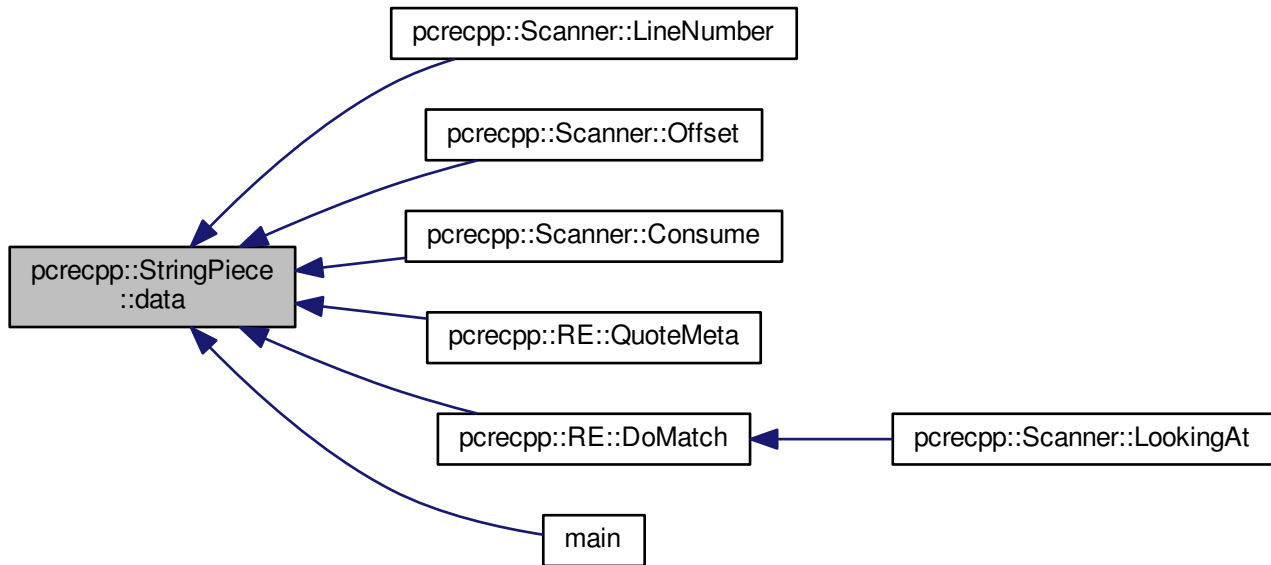 pcrecpp::Scanner::LineNumber
pcrecpp::Scanner::Offset
pcrecpp::Scanner::Consume
pcrecpp::StringPiece
::data
pcrecpp::RE::QuoteMeta
pcrecpp::RE::DoMatch
pcrecpp::Scanner::LookingAt
main